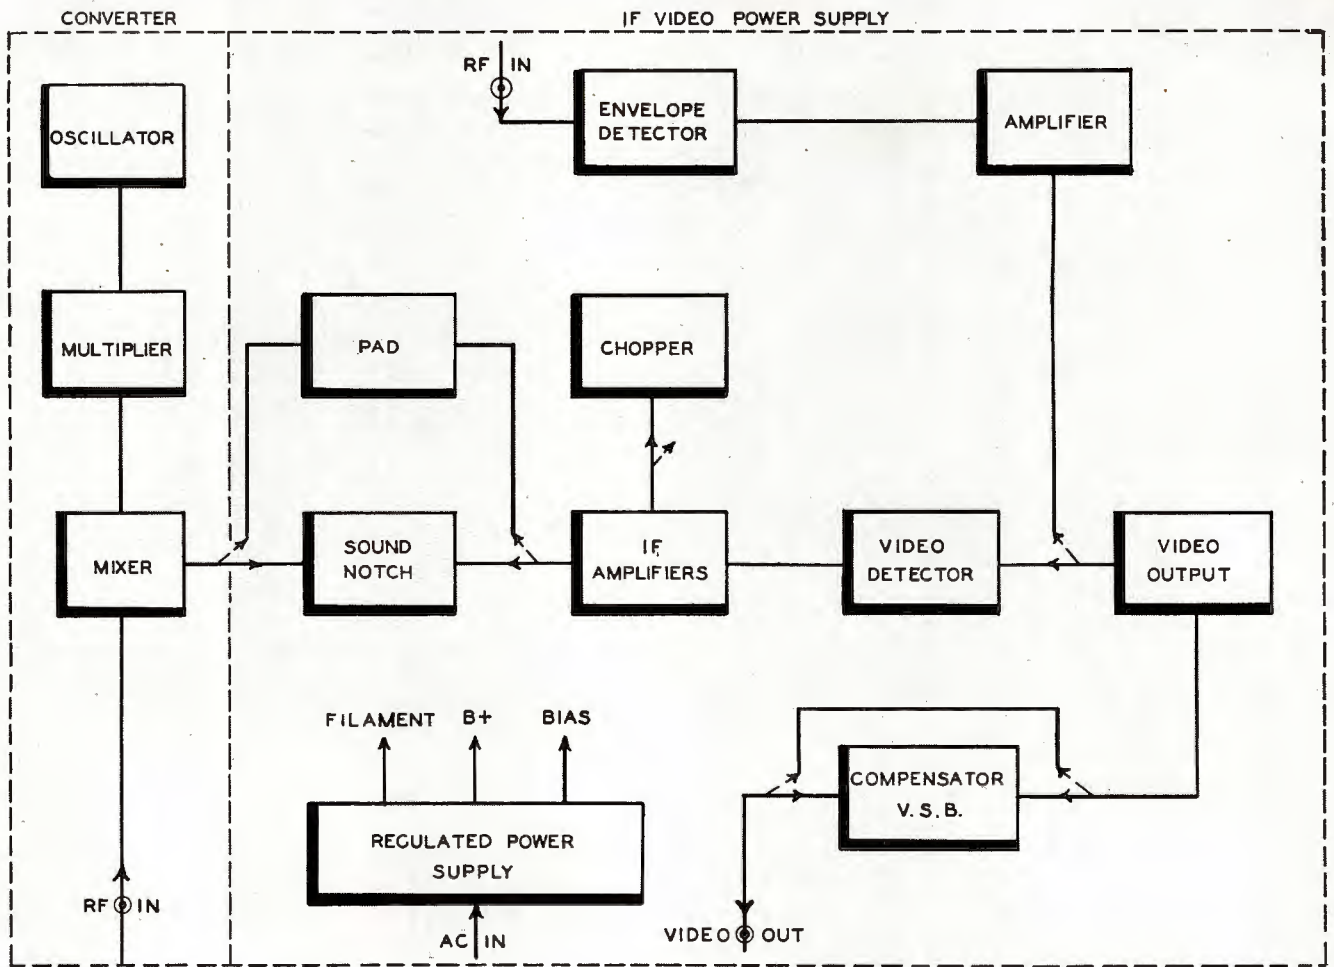 CONVERTER
IF VIDEO POWER SUPPLY
RF IN
OSCILLATOR
ENVELOPE
DETECTOR
AMPLIFIER
MULTIPLIER
PAD
CHOPPER
MIXER
SOUND
NOTCH
IF
AMPLIFIERS
VIDEO
DETECTOR
VIDEO
OUTPUT
FILAMENT
B+
BIAS
COMPENSATOR
V.S.B.
REGULATED POWER
SUPPLY
RF IN
AC IN
VIDEO OUT